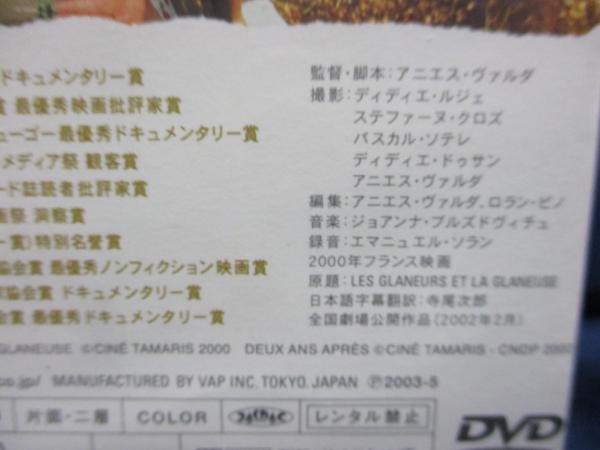 ドキュメンタリー賞
賞 最優秀映画批評家賞
ューゴー最優秀ドキュメンタリー賞
メディア祭 観客賞
ード誌読者批評家賞
画祭 洞察賞
ー賞)特別名誉賞
協会賞 最優秀ノンフィクション映画賞
協会賞 ドキュメンタリー賞
会賞 最優秀ドキュメンタリー賞
監督・脚本:アニエス・ヴァルダ
撮影:ディディエ・ルジェ
ステファーヌ・クロズ
パスカル・ソテレ
ディディエ・ドゥサン
アニエス・ヴァルダ
編集:アニエス・ヴァルダ、ロラン・ピノ
音楽:ジョアンナ・ブルズドヴィチュ
録音:エマニュエル・ソラン
2000年フランス映画
原題:LES GLANEURS ET LA GLANEUSE
日本語字幕翻訳:寺尾次郎
全国劇場公開作品(2002年2月)
GLANEUSE ©CINÉ TAMARIS 2000 DEUX ANS APRÈS ©CINÉ TAMARIS - CNDP 2002
co.jp/ MANUFACTURED BY VAP INC. TOKYO. JAPAN Ⓟ2003-5
片面・二層 COLOR レンタル禁止
DVD